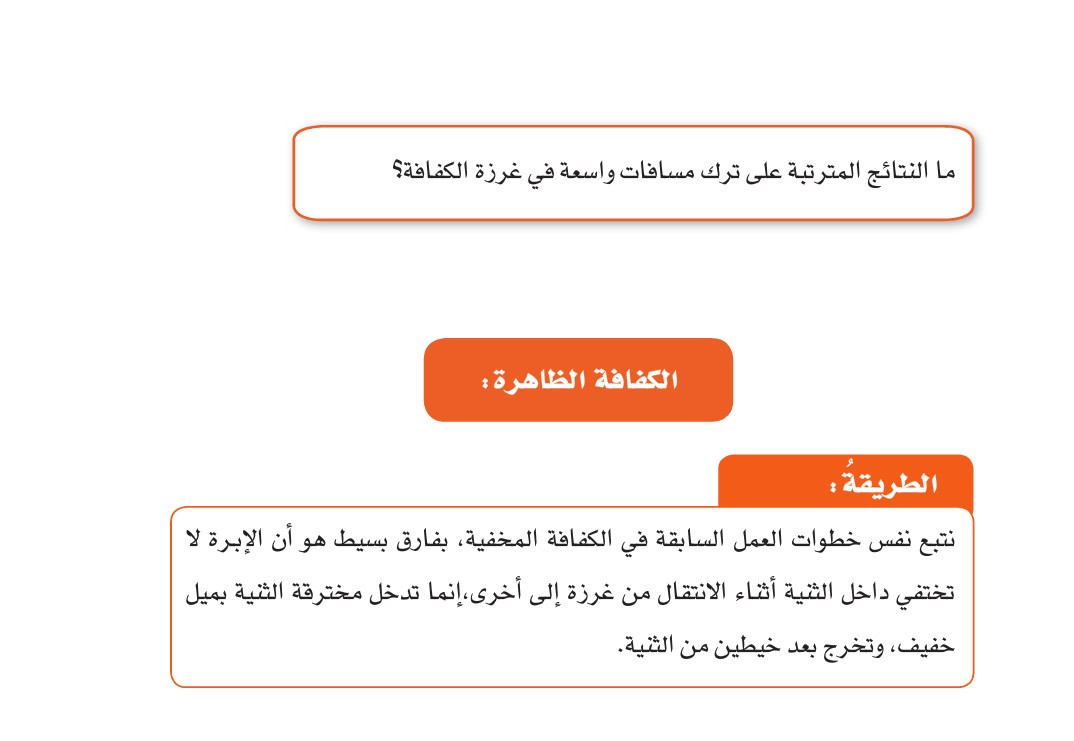 ما النتائج المترتبة على ترك مسافات واسعة في غرزة الكفافة؟
الكفافة الظاهرة:
الطريقةُ:
نتبع نفس خطوات العمل السابقة في الكفافة المخفية، بفارق بسيط هو أن الإبرة لا
تختفي داخل الثنية أثناء الانتقال من غرزة إلى أخرى،إنما تدخل مخترقة الثنية بميل
خفيف، وتخرج بعد خيطين من الثنية.